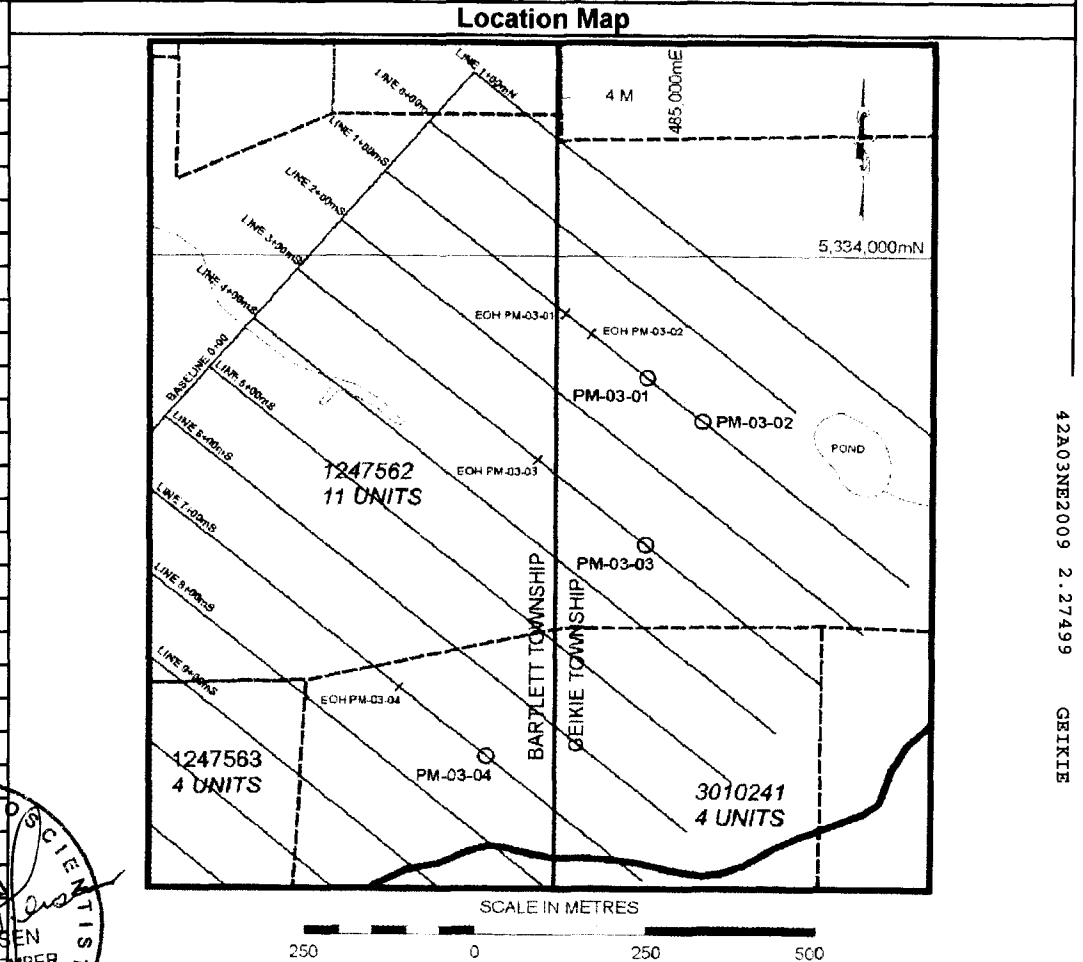 Location Map
LINE 1+00mN
LINE 0+00m
4 M
485,000mE
LINE 1+00mS
LINE 2+00mS
LINE 3+00mS
5,334,000mN
LINE 4+00mS
EOH PM-03-01
EOH PM-03-02
BASELINE 0+00
LINE 5+00mS
PM-03-01
PM-03-02
LINE 6+00mS
POND
EOH PM-03-03
1247562
11 UNITS
LINE 7+00mS
PM-03-03
BARTLETT TOWNSHIP
GEIKIE TOWNSHIP
LINE 8+00mS
LINE 9+00mS
EOH PM-03-04
1247563
4 UNITS
PM-03-04
3010241
4 UNITS
SCALE IN METRES
250 0 250 500
42A03NE2009 2.27499 GEIKIE
OSCIENTIS
SEN